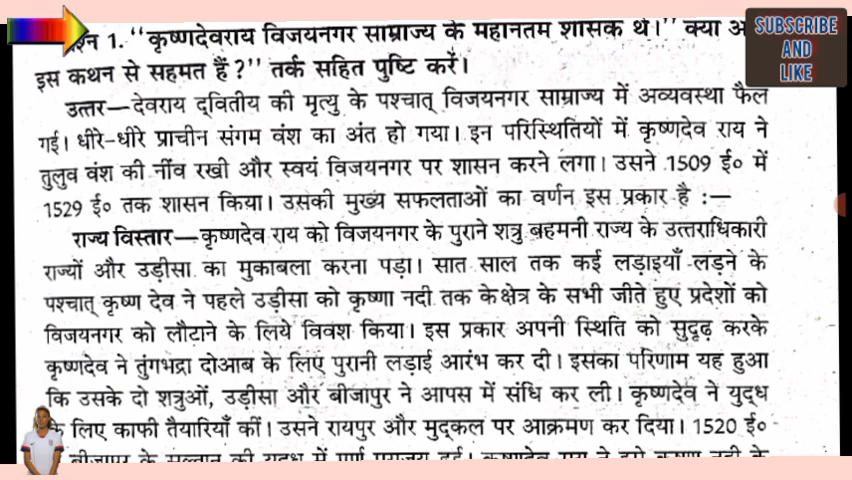 1. "कृष्णदेवराय विजयनगर साम्राज्य के महानतम शासक थे।" क्या
SUBSCRIBE
AND
LIKE
इस कथन से सहमत हैं?" तर्क सहित पुष्टि करें।
उत्तर—देवराय द्वितीय की मृत्यु के पश्चात् विजयनगर साम्राज्य में अव्यवस्था फैल
गई। धीरे-धीरे प्राचीन संगम वंश का अंत हो गया। इन परिस्थितियों में कृष्णदेव राय ने
तुलुव वंश की नींव रखी और स्वयं विजयनगर पर शासन करने लगा। उसने 1509 ई० में
1529 ई० तक शासन किया। उसकी मुख्य सफलताओं का वर्णन इस प्रकार है :—
राज्य विस्तार—कृष्णदेव राय को विजयनगर के पुराने शत्रु बहमनी राज्य के उत्तराधिकारी
राज्यों और उड़ीसा का मुकाबला करना पड़ा। सात साल तक कई लड़ाइयाँ लड़ने के
पश्चात् कृष्ण देव ने पहले उड़ीसा को कृष्णा नदी तक केक्षेत्र के सभी जीते हुए प्रदेशों को
विजयनगर को लौटाने के लिये विवश किया। इस प्रकार अपनी स्थिति को सुदृढ़ करके
कृष्णदेव ने तुंगभद्रा दोआब के लिए पुरानी लड़ाई आरंभ कर दी। इसका परिणाम यह हुआ
कि उसके दो शत्रुओं, उड़ीसा और बीजापुर ने आपस में संधि कर ली। कृष्णदेव ने युद्ध
के लिए काफी तैयारियाँ कीं। उसने रायपुर और मुद्कल पर आक्रमण कर दिया। 1520 ई०